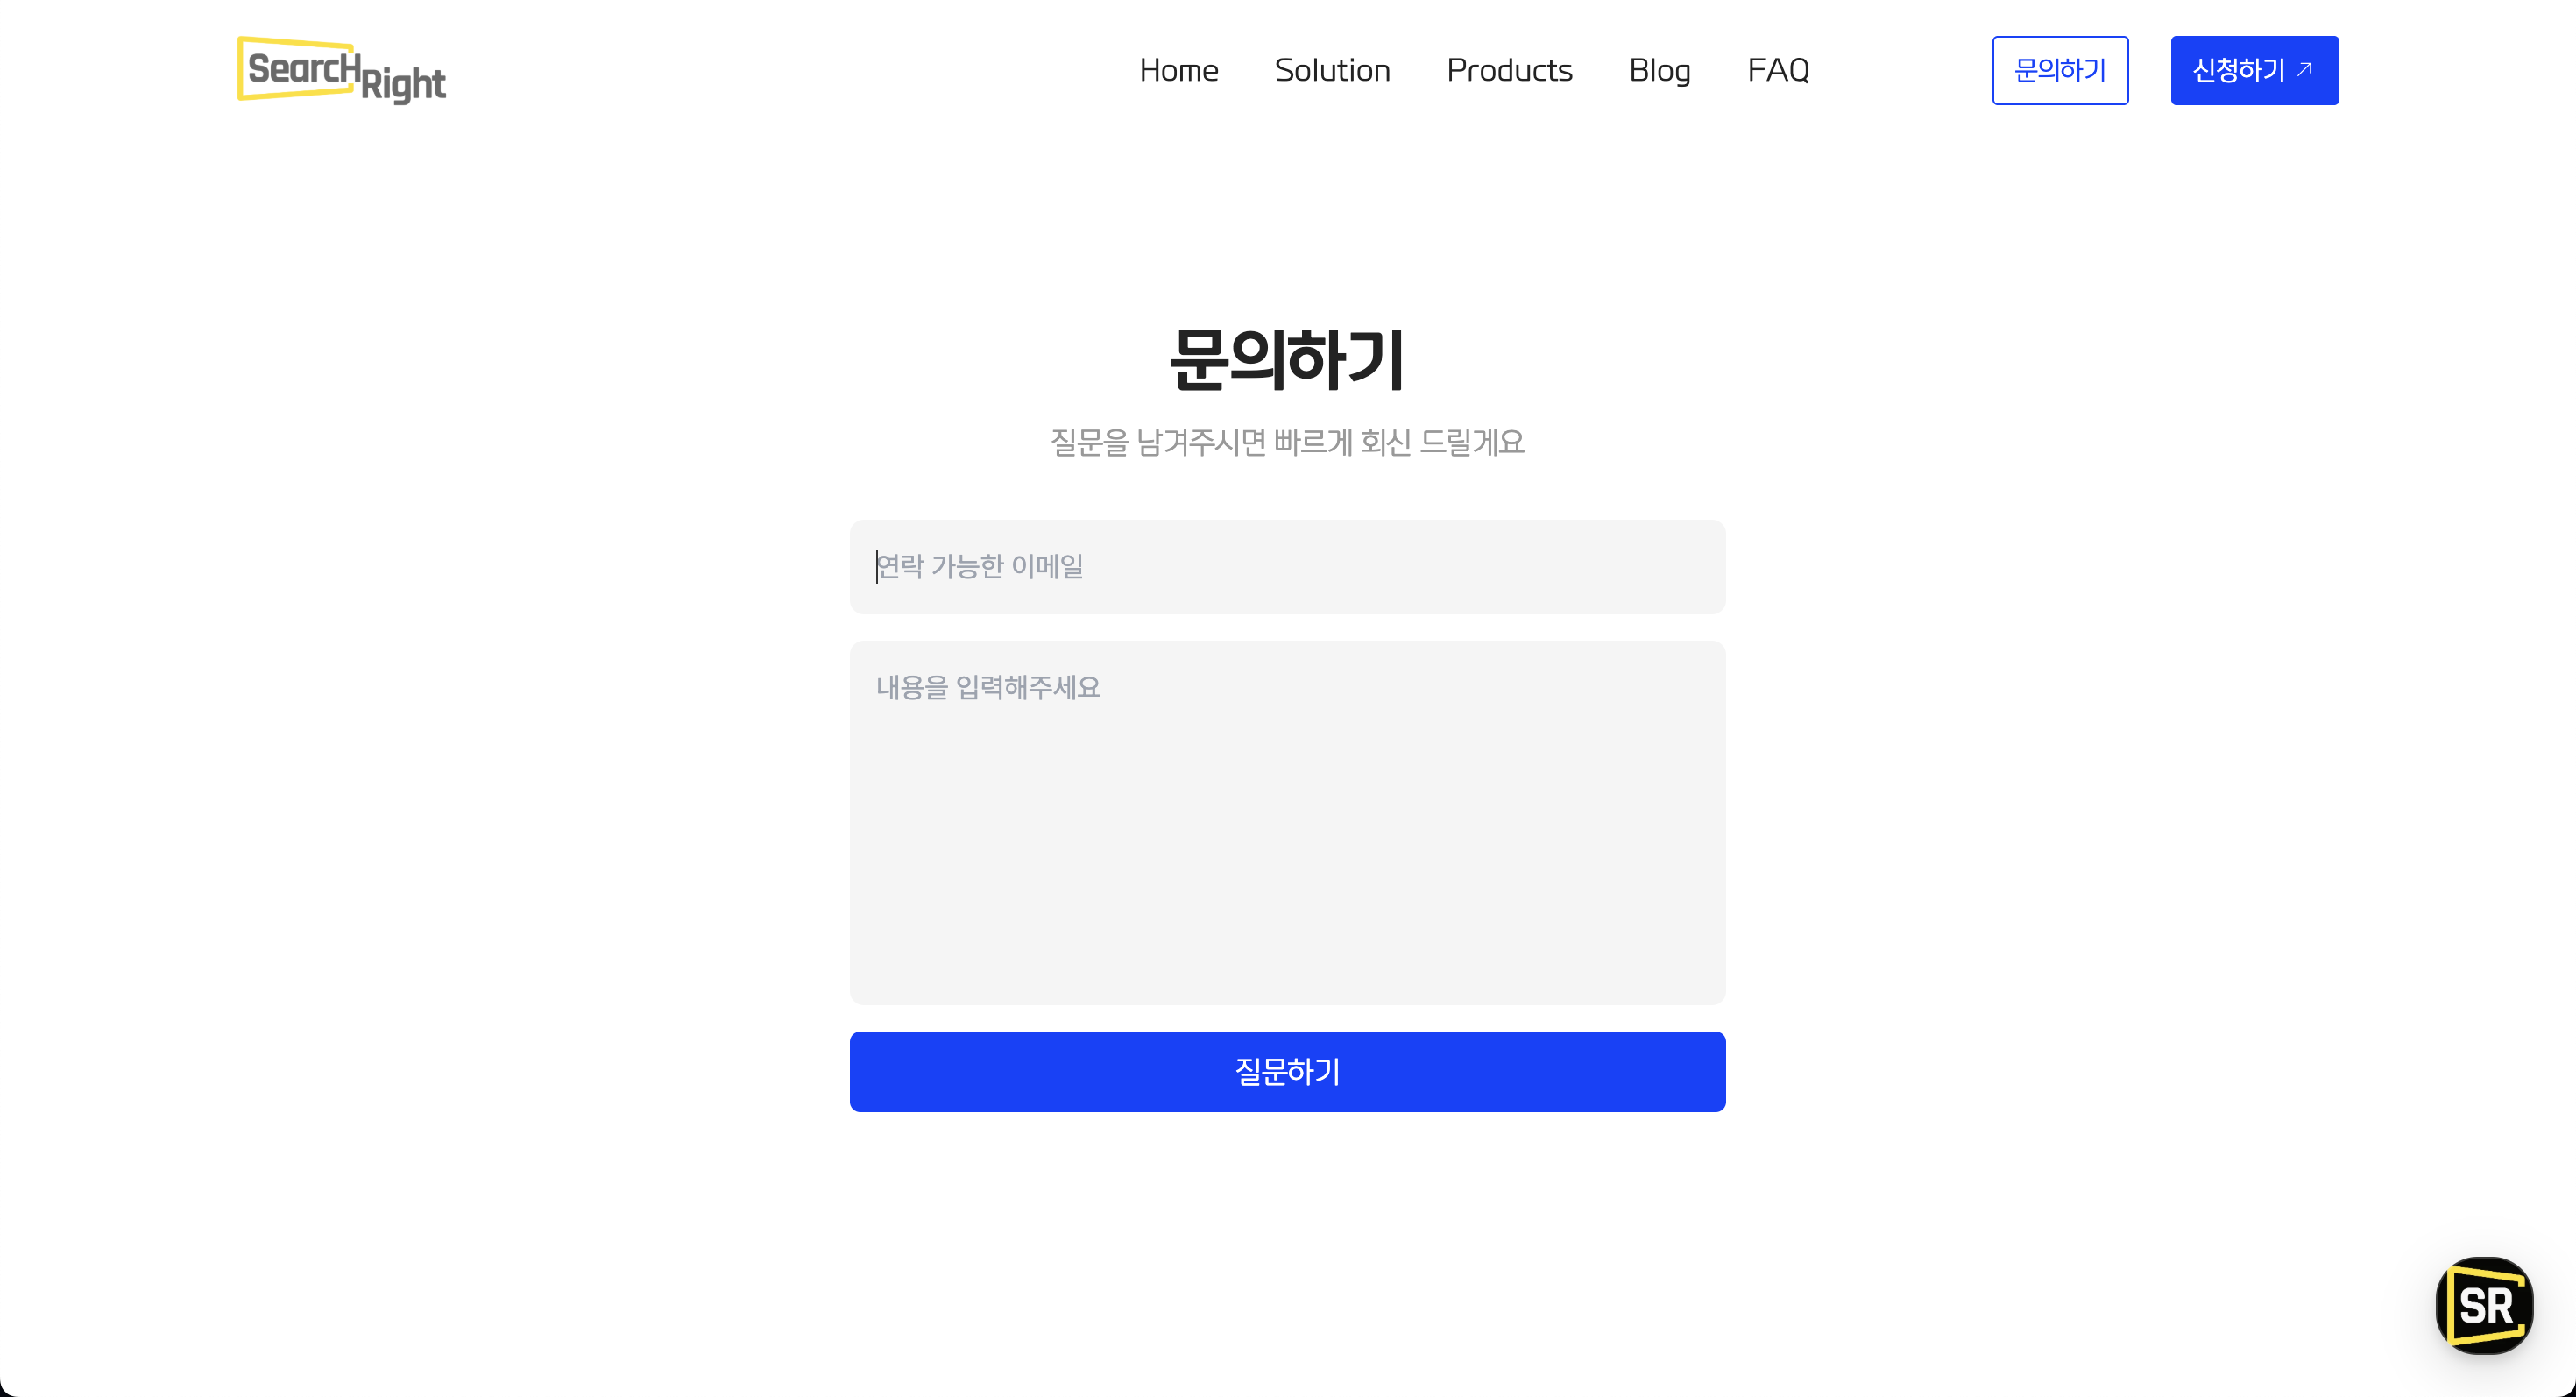 SearcH Right
Home Solution Products Blog FAQ 문의하기 신청하기
문의하기
질문을 남겨주시면 빠르게 회신 드릴게요
연락 가능한 이메일
내용을 입력해주세요
질문하기
SR